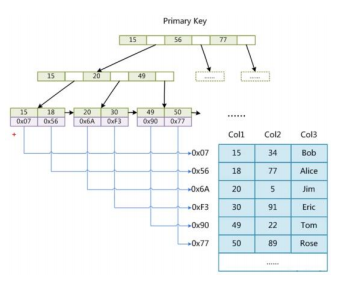 Primary Key
15 56 77
15 20 49 ...... ......
15 18 20 30 49 50 ......
0x07 0x56 0x6A 0xF3 0x90 0x77
+
Col1 Col2 Col3
0x07 15 34 Bob
0x56 18 77 Alice
0x6A 20 5 Jim
0xF3 30 91 Eric
0x90 49 22 Tom
0x77 50 89 Rose
......